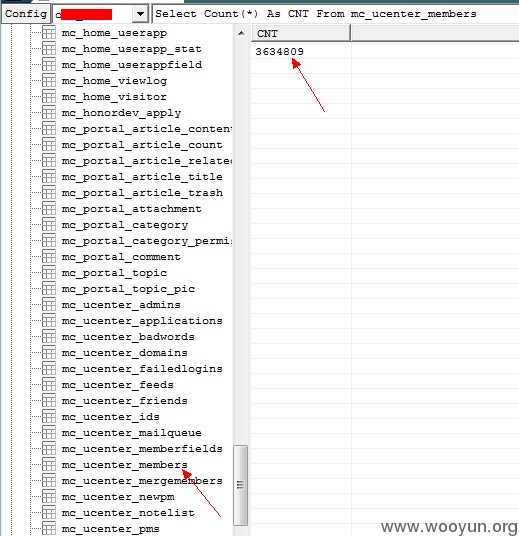 Config
Select Count(*) As CNT From mc_ucenter_members
CNT
3634809
mc_home_userapp
mc_home_userapp_stat
mc_home_userappfield
mc_home_viewlog
mc_home_visitor
mc_honordev_apply
mc_portal_article_conten
mc_portal_article_count
mc_portal_article_relate
mc_portal_article_title
mc_portal_article_trash
mc_portal_attachment
mc_portal_category
mc_portal_category_permi
mc_portal_comment
mc_portal_topic
mc_portal_topic_pic
mc_ucenter_admins
mc_ucenter_applications
mc_ucenter_badwords
mc_ucenter_domains
mc_ucenter_failedlogins
mc_ucenter_feeds
mc_ucenter_friends
mc_ucenter_ids
mc_ucenter_mailqueue
mc_ucenter_memberfields
mc_ucenter_members
mc_ucenter_mergemembers
mc_ucenter_newpm
mc_ucenter_notelist
mc_ucenter_pms
www.wooyun.org